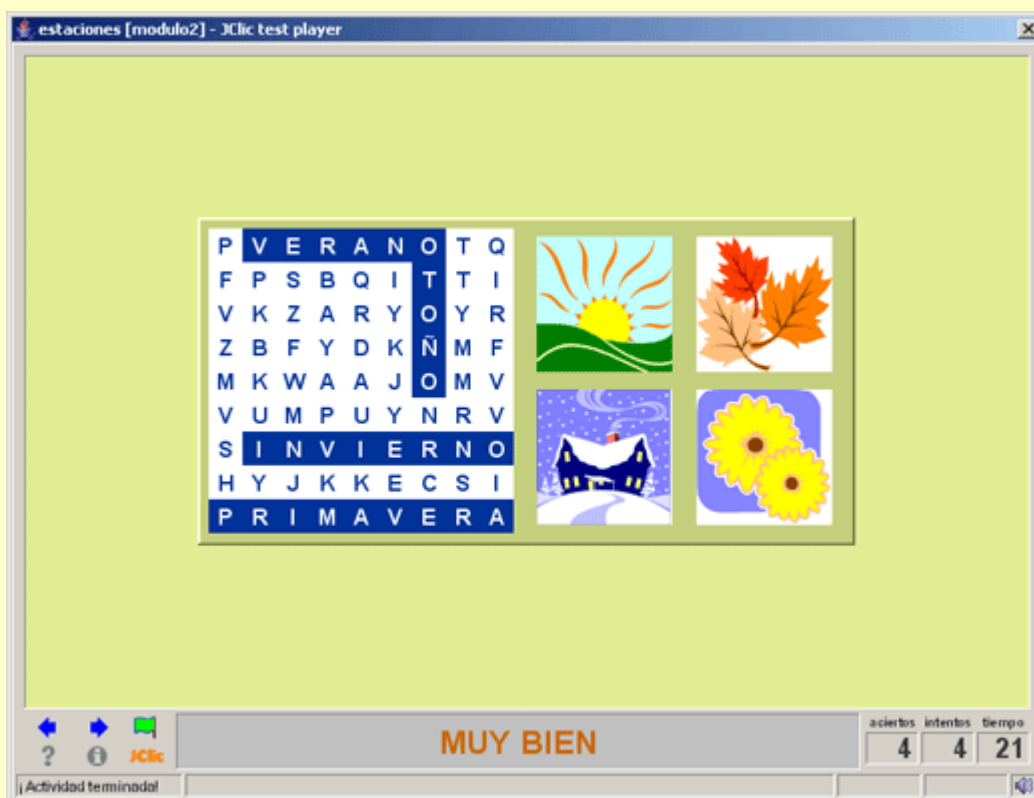 estaciones [modulo2] - JClic test player
P V E R A N O T Q
F P S B Q I T T I
V K Z A R Y O Y R
Z B F Y D K Ñ M F
M K W A A J O M V
V U M P U Y N R V
S I N V I E R N O
H Y J K K E C S I
P R I M A V E R A
? i JClic
MUY BIEN
aciertos intentos tiempo
4 4 21
¡Actividad terminada!